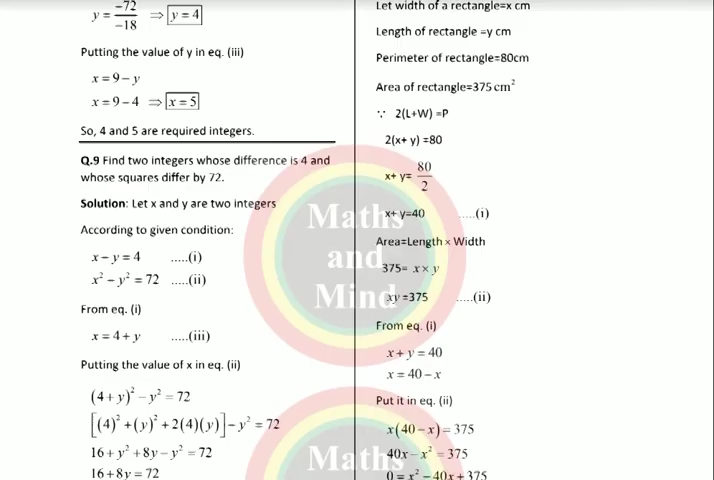 y = -72/-18 ⇒ y = 4
Putting the value of y in eq. (iii)
x = 9 − y
x = 9 − 4 ⇒ x = 5
So, 4 and 5 are required integers.
Q.9 Find two integers whose difference is 4 and
whose squares differ by 72.
Solution: Let x and y are two integers
According to given condition:
x − y = 4 .....(i)
x² − y² = 72 .....(ii)
From eq. (i)
x = 4 + y .....(iii)
Putting the value of x in eq. (ii)
(4 + y)² − y² = 72
[(4)² + (y)² + 2(4)(y)] − y² = 72
16 + y² + 8y − y² = 72
16 + 8y = 72
Let width of a rectangle=x cm
Length of rectangle =y cm
Perimeter of rectangle=80cm
Area of rectangle=375 cm²
∵ 2(L+W) =P
2(x+ y) =80
x+ y= 80/2
x+ y=40 .....(i)
Area=Length × Width
375= x × y
xy =375 .....(ii)
From eq. (i)
x + y = 40
x = 40 − x
Put it in eq. (ii)
x(40 − x) = 375
40x − x² = 375
0 = x² − 40x + 375
Maths
and
Mind
Maths